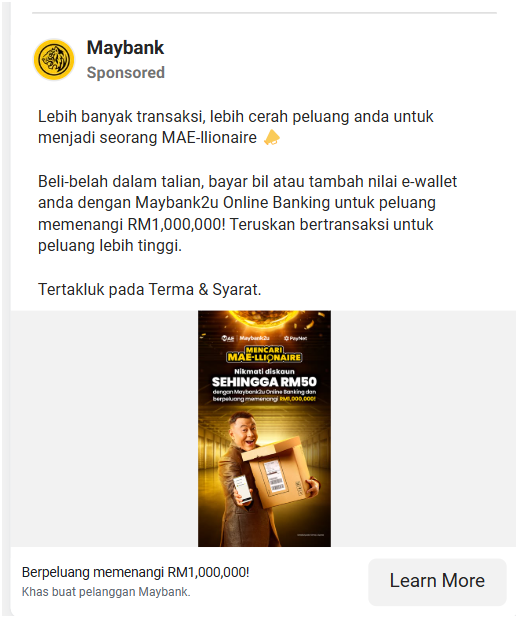 Maybank
Sponsored
Lebih banyak transaksi, lebih cerah peluang anda untuk
menjadi seorang MAE-llionaire
Beli-belah dalam talian, bayar bil atau tambah nilai e-wallet
anda dengan Maybank2u Online Banking untuk peluang
memenangi RM1,000,000! Teruskan bertransaksi untuk
peluang lebih tinggi.
Tertakluk pada Terma & Syarat.
MAE Maybank2u PayNet
MENCARI
MAE-LLIONAIRE
Nikmati diskaun
SEHINGGA RM50
dengan Maybank2u Online Banking dan
berpeluang memenangi RM1,000,000!
Berpeluang memenangi RM1,000,000!
Khas buat pelanggan Maybank.
Learn More